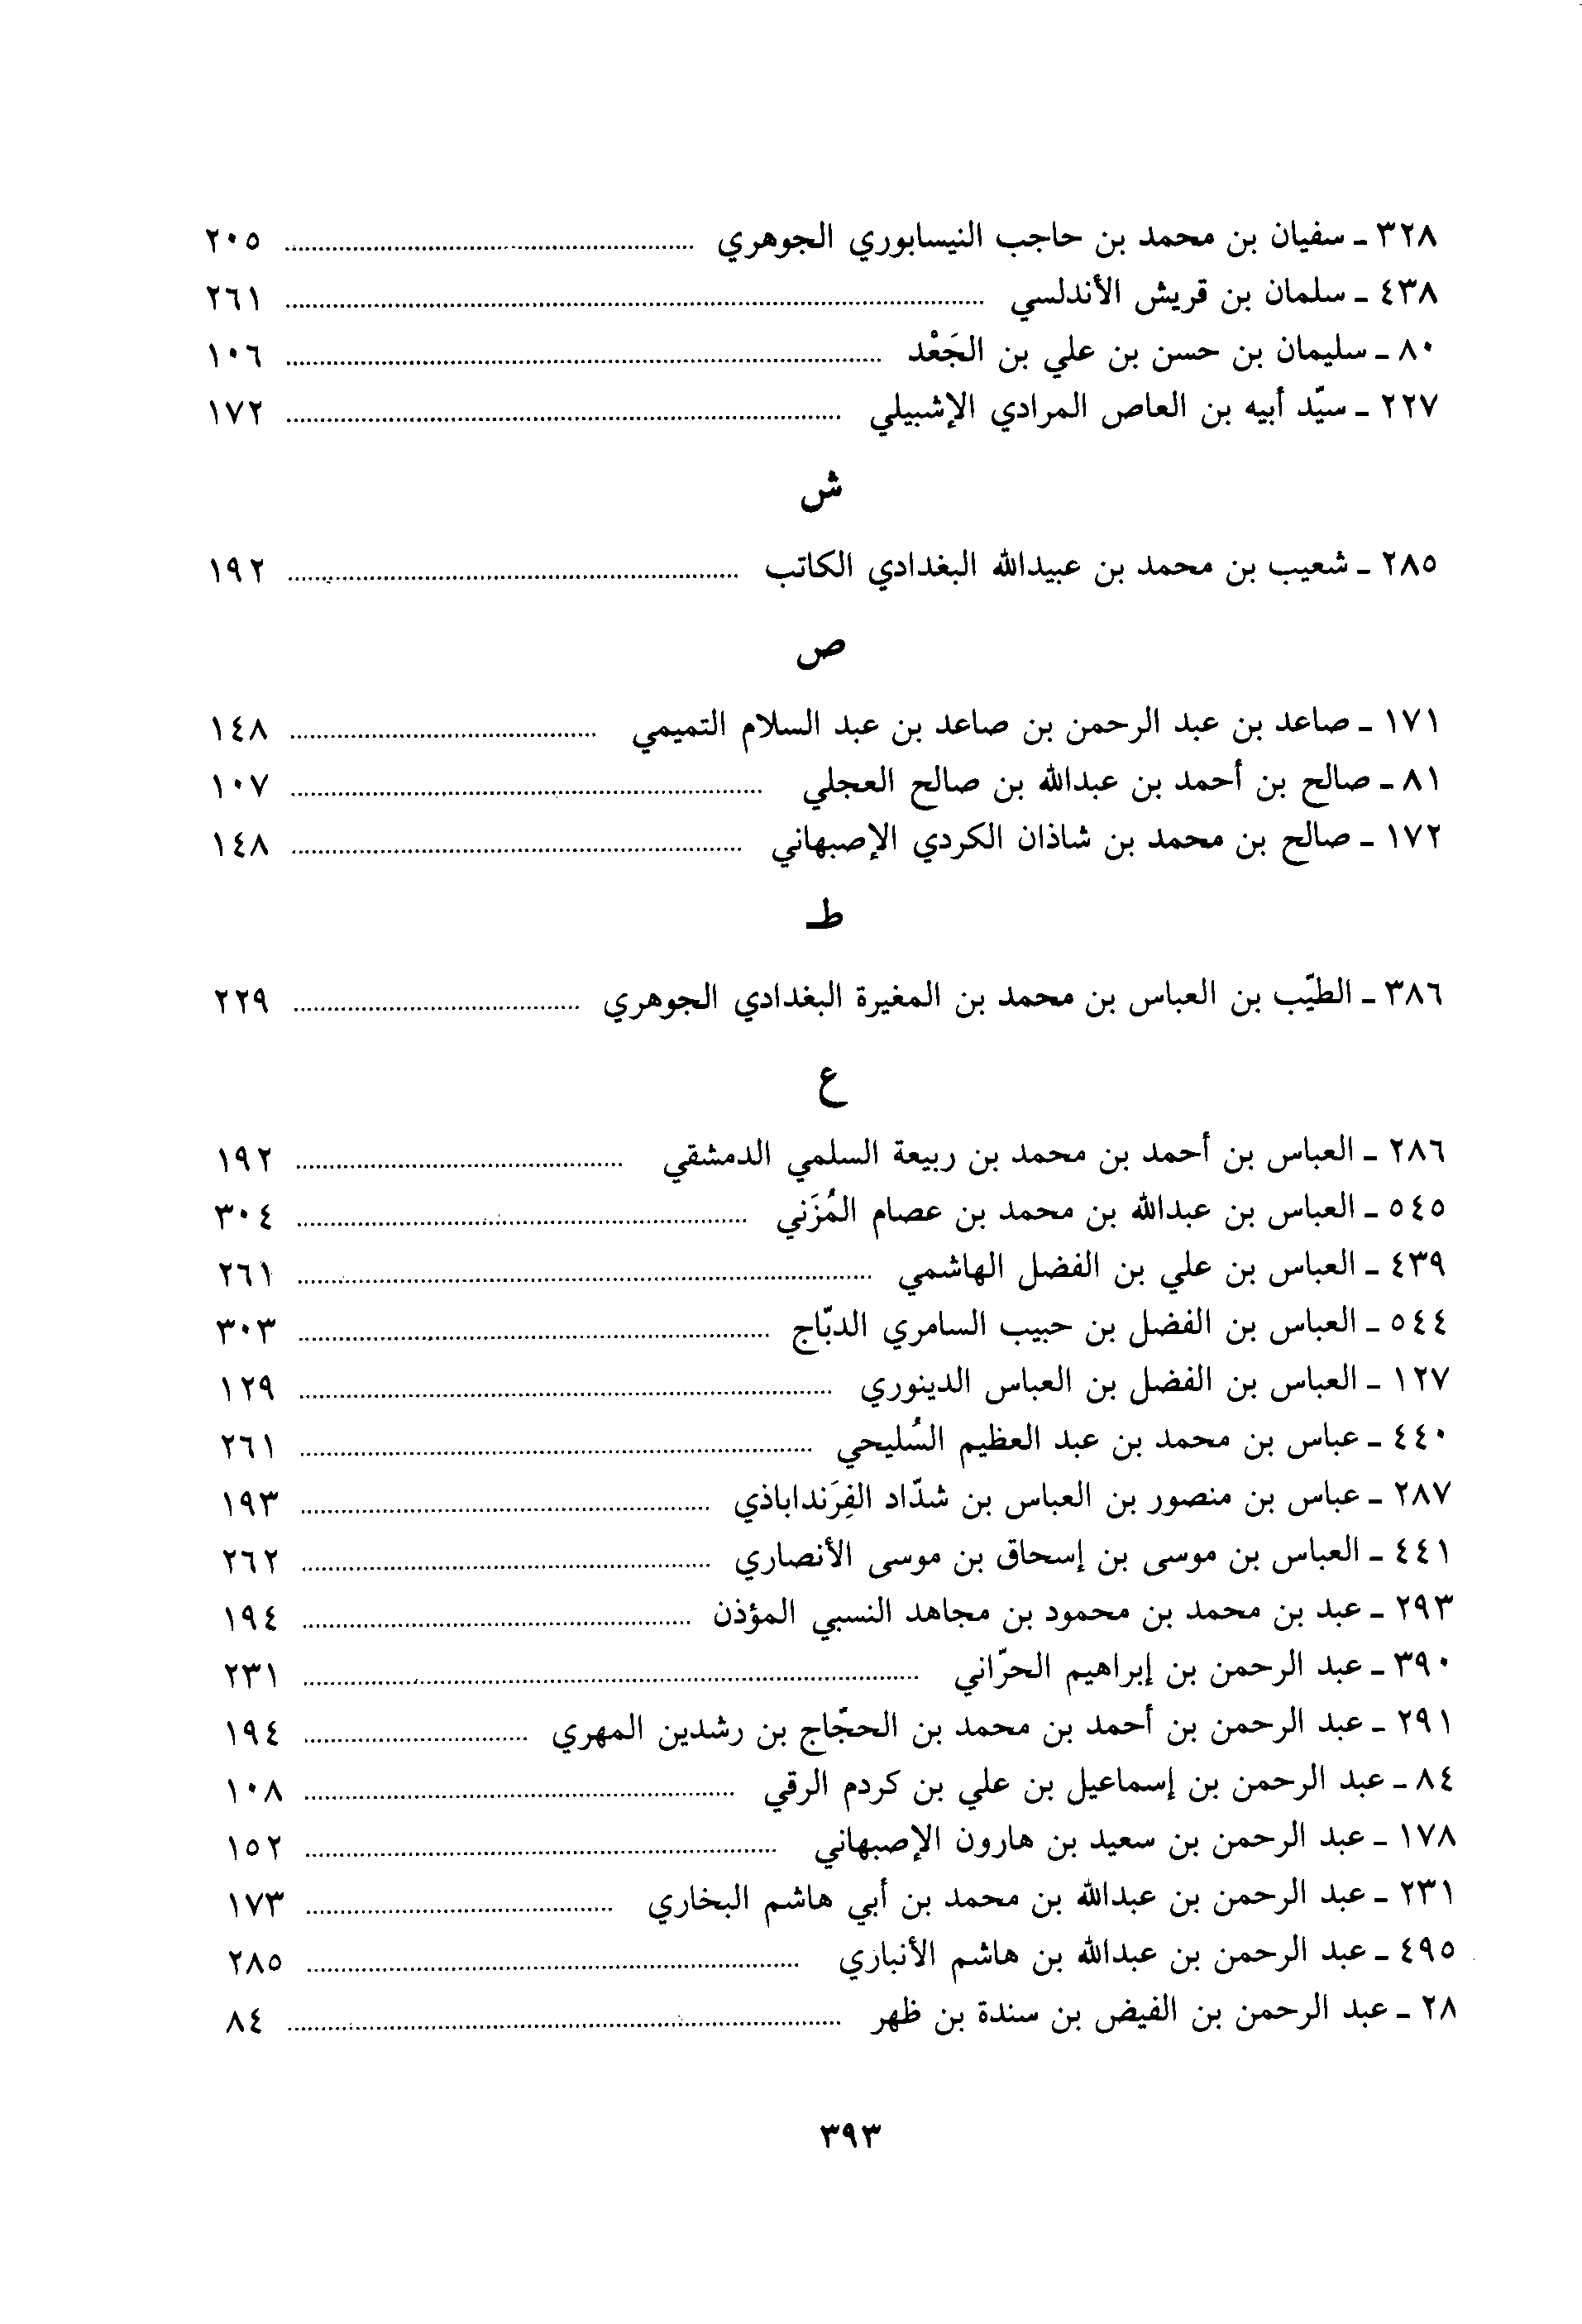 ٣٢٨ ـ سفيان بن محمد بن حاجب النيسابوري الجوهري ........ ٢٠٥
٤٣٨ ـ سلمان بن قريش الأندلسي ........ ٢٦١
٨٠ ـ سليمان بن حسن بن علي بن الجَعْد ........ ١٠٦
٢٢٧ ـ سيّد أبيه بن العاص المرادي الإشبيلي ........ ١٧٢
ش
٢٨٥ ـ شعيب بن محمد بن عبيدالله البغدادي الكاتب ........ ١٩٢
ص
١٧١ ـ صاعد بن عبد الرحمن بن صاعد بن عبد السلام التميمي ........ ١٤٨
٨١ ـ صالح بن أحمد بن عبدالله بن صالح العجلي ........ ١٠٧
١٧٢ ـ صالح بن محمد بن شاذان الكردي الإصبهاني ........ ١٤٨
طـ
٣٨٦ ـ الطيّب بن العباس بن محمد بن المغيرة البغدادي الجوهري ........ ٢٢٩
ع
٢٨٦ ـ العباس بن أحمد بن محمد بن ربيعة السلمي الدمشقي ........ ١٩٢
٥٤٥ ـ العباس بن عبدالله بن محمد بن عصام المُزَني ........ ٣٠٤
٤٣٩ ـ العباس بن علي بن الفضل الهاشمي ........ ٢٦١
٥٤٤ ـ العباس بن الفضل بن حبيب السامري الدبّاج ........ ٣٠٣
١٢٧ ـ العباس بن الفضل بن العباس الدينوري ........ ١٢٩
٤٤٠ ـ عباس بن محمد بن عبد العظيم السُليحي ........ ٢٦١
٢٨٧ ـ عباس بن منصور بن العباس بن شدّاد الفِرَنداباذي ........ ١٩٣
٤٤١ ـ العباس بن موسى بن إسحاق بن موسى الأنصاري ........ ٢٦٢
٢٩٣ ـ عبد بن محمد بن محمود بن مجاهد النسبي المؤذن ........ ١٩٤
٣٩٠ ـ عبد الرحمن بن إبراهيم الحرّاني ........ ٢٣١
٢٩١ ـ عبد الرحمن بن أحمد بن محمد بن الحجّاج بن رشدين المهري ........ ١٩٤
٨٤ ـ عبد الرحمن بن إسماعيل بن علي بن كردم الرقي ........ ١٠٨
١٧٨ ـ عبد الرحمن بن سعيد بن هارون الإصبهاني ........ ١٥٢
٢٣١ ـ عبد الرحمن بن عبدالله بن محمد بن أبي هاشم البخاري ........ ١٧٣
٤٩٥ ـ عبد الرحمن بن عبدالله بن هاشم الأنباري ........ ٢٨٥
٢٨ ـ عبد الرحمن بن الفيض بن سندة بن ظهر ........ ٨٤
٣٩٣